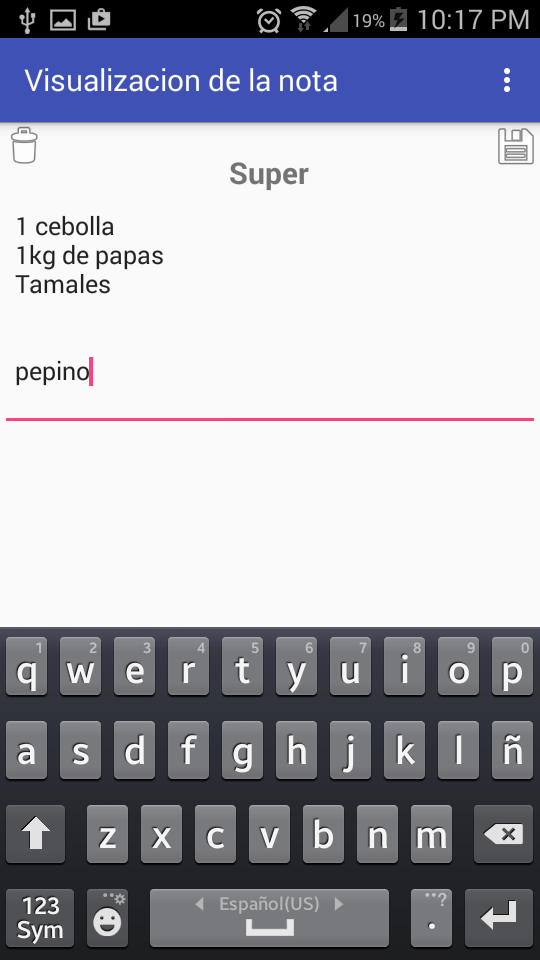 19% 10:17 PM
Visualizacion de la nota
Super
1 cebolla
1kg de papas
Tamales
pepino
1 2 3 4 5 6 7 8 9 0
q w e r t y u i o p
a s d f g h j k l ñ
z x c v b n m
123 Sym Español(US) ? .